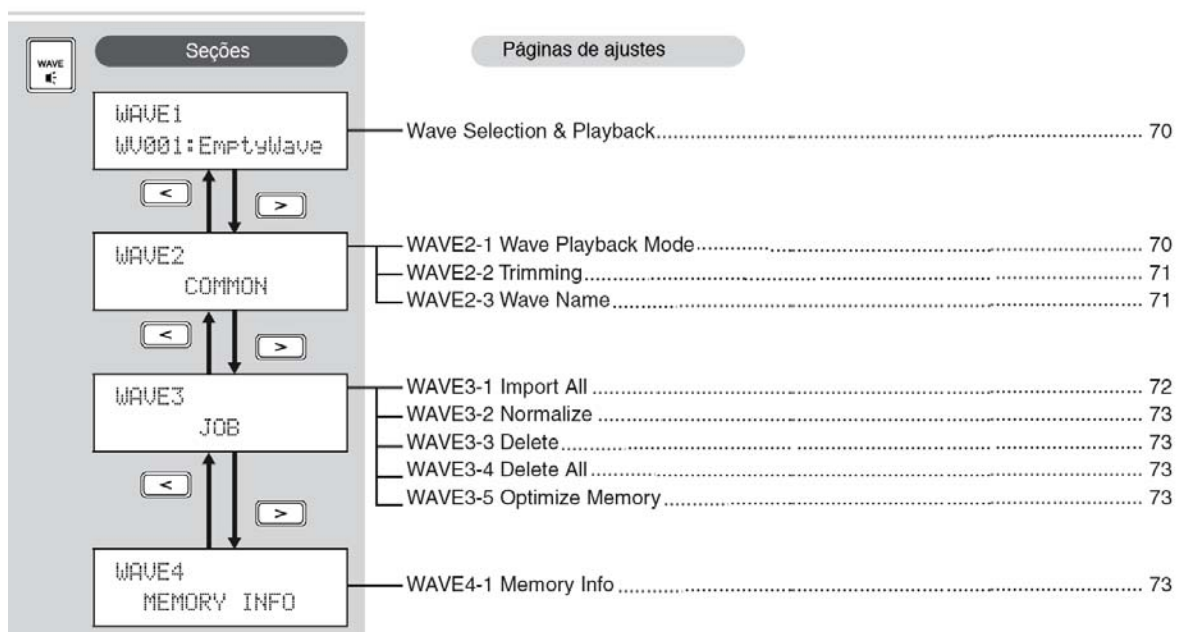 WAVE
Seções
Páginas de ajustes
WAVE1
WV001:EmptyWave
Wave Selection & Playback 70
<
>
WAVE2
COMMON
WAVE2-1 Wave Playback Mode 70
WAVE2-2 Trimming 71
WAVE2-3 Wave Name 71
<
>
WAVE3
JOB
WAVE3-1 Import All 72
WAVE3-2 Normalize 73
WAVE3-3 Delete 73
WAVE3-4 Delete All 73
WAVE3-5 Optimize Memory 73
<
>
WAVE4
MEMORY INFO
WAVE4-1 Memory Info 73